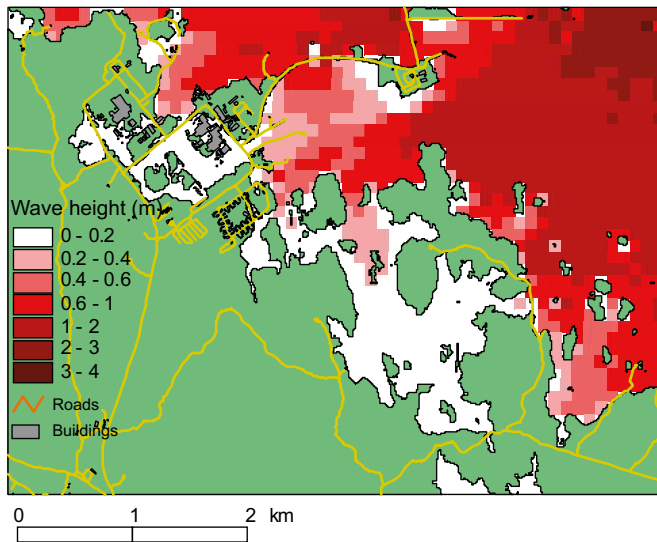 Wave height (m)
0 - 0.2
0.2 - 0.4
0.4 - 0.6
0.6 - 1
1 - 2
2 - 3
3 - 4
Roads
Buildings
0 1 2 km